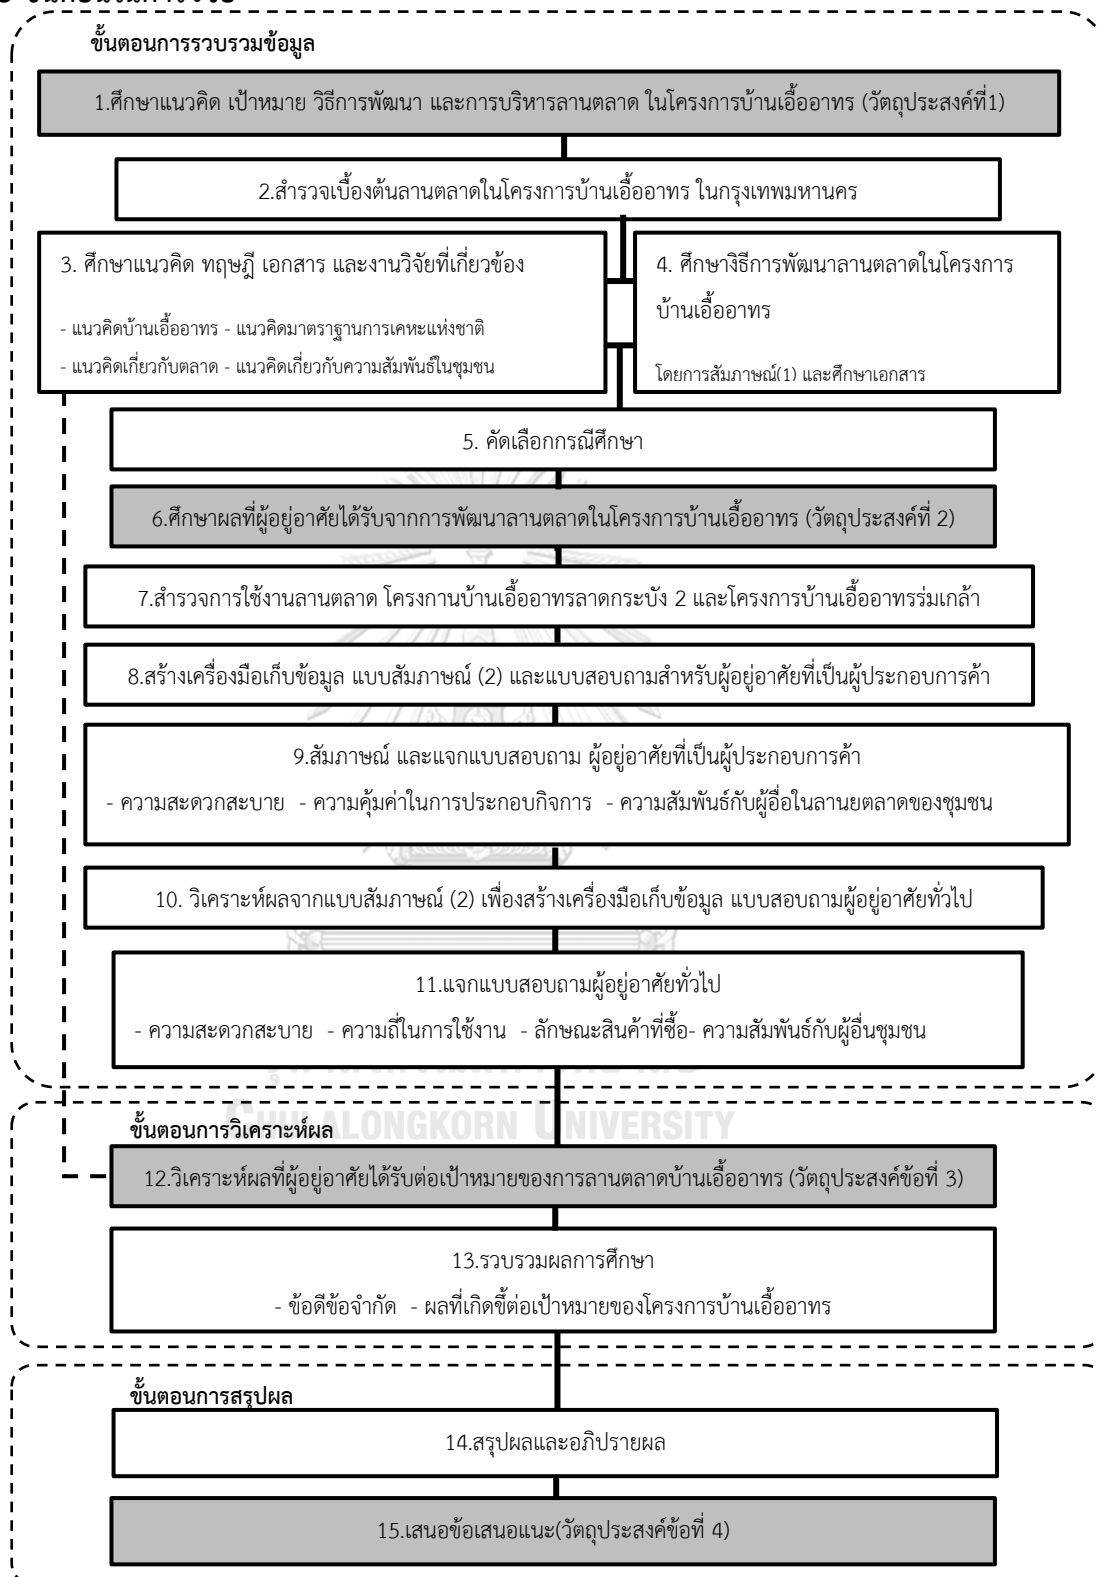 ขั้นตอนการรวบรวมข้อมูล
1.ศึกษาแนวคิด เป้าหมาย วิธีการพัฒนา และการบริหารลานตลาด ในโครงการบ้านเอื้ออาทร (วัตถุประสงค์ที่1)
2.สำรวจเบื้องต้นลานตลาดในโครงการบ้านเอื้ออาทร ในกรุงเทพมหานคร
3. ศึกษาแนวคิด ทฤษฎี เอกสาร และงานวิจัยที่เกี่ยวข้อง
- แนวคิดบ้านเอื้ออาทร - แนวคิดมาตราฐานการเคหะแห่งชาติ
- แนวคิดเกี่ยวกับตลาด - แนวคิดเกี่ยวกับความสัมพันธ์ในชุมชน
4. ศึกษางิธีการพัฒนาลานตลาดในโครงการ
บ้านเอื้ออาทร
โดยการสัมภาษณ์(1) และศึกษาเอกสาร
5. คัดเลือกกรณีศึกษา
6.ศึกษาผลที่ผู้อยู่อาศัยได้รับจากการพัฒนาลานตลาดในโครงการบ้านเอื้ออาทร (วัตถุประสงค์ที่ 2)
7.สำรวจการใช้งานลานตลาด โครงกานบ้านเอื้ออาทรลาดกระบัง 2 และโครงการบ้านเอื้ออาทรร่มเกล้า
8.สร้างเครื่องมือเก็บข้อมูล แบบสัมภาษณ์ (2) และแบบสอบถามสำหรับผู้อยู่อาศัยที่เป็นผู้ประกอบการค้า
9.สัมภาษณ์ และแจกแบบสอบถาม ผู้อยู่อาศัยที่เป็นผู้ประกอบการค้า
- ความสะดวกสะบาย - ความคุ้มค่าในการประกอบกิจการ - ความสัมพันธ์กับผู้อื่อในลานยตลาดของชุมชน
10. วิเคราะห์ผลจากแบบสัมภาษณ์ (2) เพื่องสร้างเครื่องมือเก็บข้อมูล แบบสอบถามผู้อยู่อาศัยทั่วไป
11.แจกแบบสอบถามผู้อยู่อาศัยทั่วไป
- ความสะดวกสะบาย - ความถี่ในการใช้งาน - ลักษณะสินค้าที่ซื้อ- ความสัมพันธ์กับผู้อื่นชุมชน
CHULALONGKORN UNIVERSITY
ขั้นตอนการวิเคราะห์ผล
12.วิเคราะห์ผลที่ผู้อยู่อาศัยได้รับต่อเป้าหมายของการลานตลาดบ้านเอื้ออาทร (วัตถุประสงค์ข้อที่ 3)
13.รวบรวมผลการศึกษา
- ข้อดีข้อจำกัด - ผลที่เกิดขึ้ต่อเป้าหมายของโครงการบ้านเอื้ออาทร
ขั้นตอนการสรุปผล
14.สรุปผลและอภิปรายผล
15.เสนอข้อเสนอแนะ(วัตถุประสงค์ข้อที่ 4)